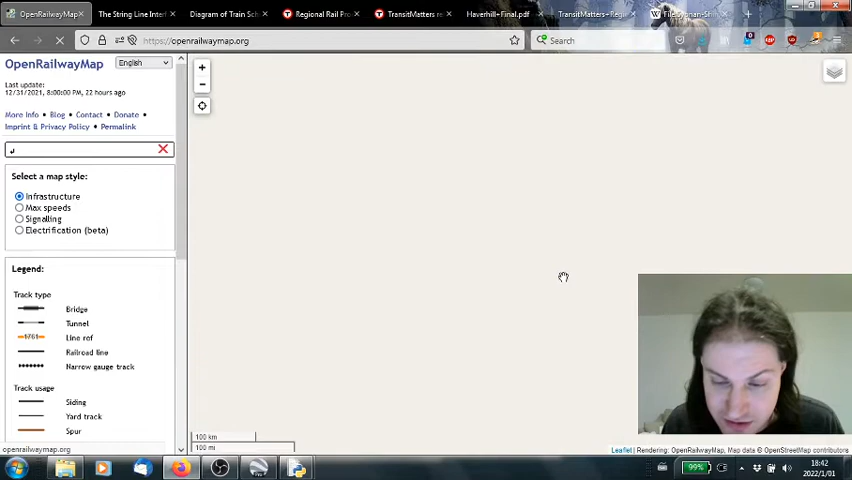 OpenRailwayMap
The String Line Inter
Diagram of Train Sch
Regional Rail Pro
TransitMatters re
Haverhill+Final.pdf
TransitMatters+Regi
https://openrailwaymap.org
Search
OpenRailwayMap
English
Last update:
12/31/2021, 8:00:00 PM, 22 hours ago
More Info • Blog • Contact • Donate •
Imprint & Privacy Policy • Permalink
Select a map style:
Infrastructure
Max speeds
Signalling
Electrification (beta)
Legend:
Track type
Bridge
Tunnel
1761 Line ref
Railroad line
Narrow gauge track
Track usage
Siding
Yard track
Spur
100 km
100 mi
openrailwaymap.org
Leaflet | Rendering: OpenRailwayMap, Map data © OpenStreetMap contributors
99%
18:42
2022/1/01